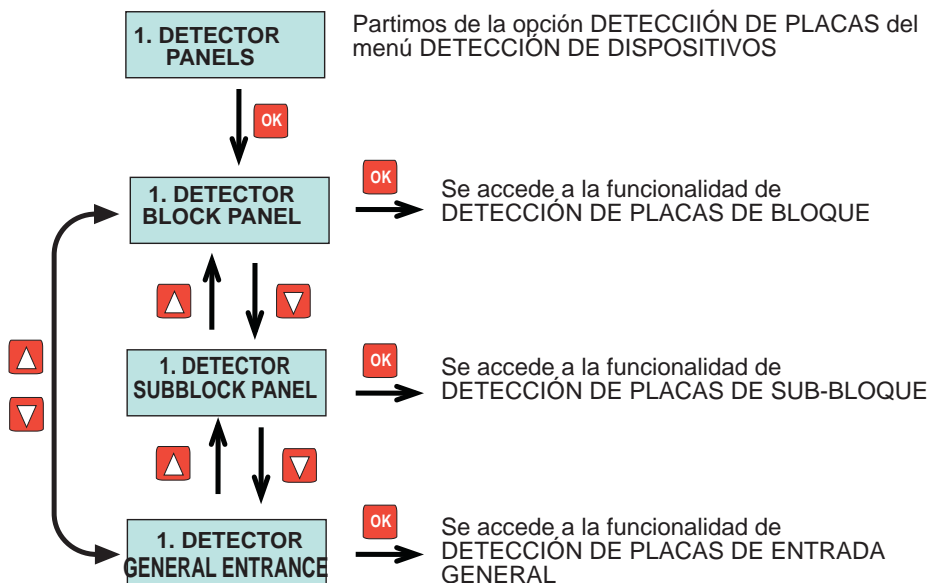 1. DETECTOR
PANELS
Partimos de la opción DETECCIIÓN DE PLACAS del
menú DETECCIÓN DE DISPOSITIVOS
OK
1. DETECTOR
BLOCK PANEL
OK
Se accede a la funcionalidad de
DETECCIÓN DE PLACAS DE BLOQUE
1. DETECTOR
SUBBLOCK PANEL
OK
Se accede a la funcionalidad de
DETECCIÓN DE PLACAS DE SUB-BLOQUE
1. DETECTOR
GENERAL ENTRANCE
OK
Se accede a la funcionalidad de
DETECCIÓN DE PLACAS DE ENTRADA
GENERAL